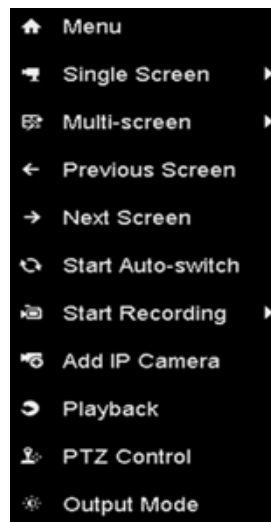 Menu
Single Screen
Multi-screen
Previous Screen
Next Screen
Start Auto-switch
Start Recording
Add IP Camera
Playback
PTZ Control
Output Mode